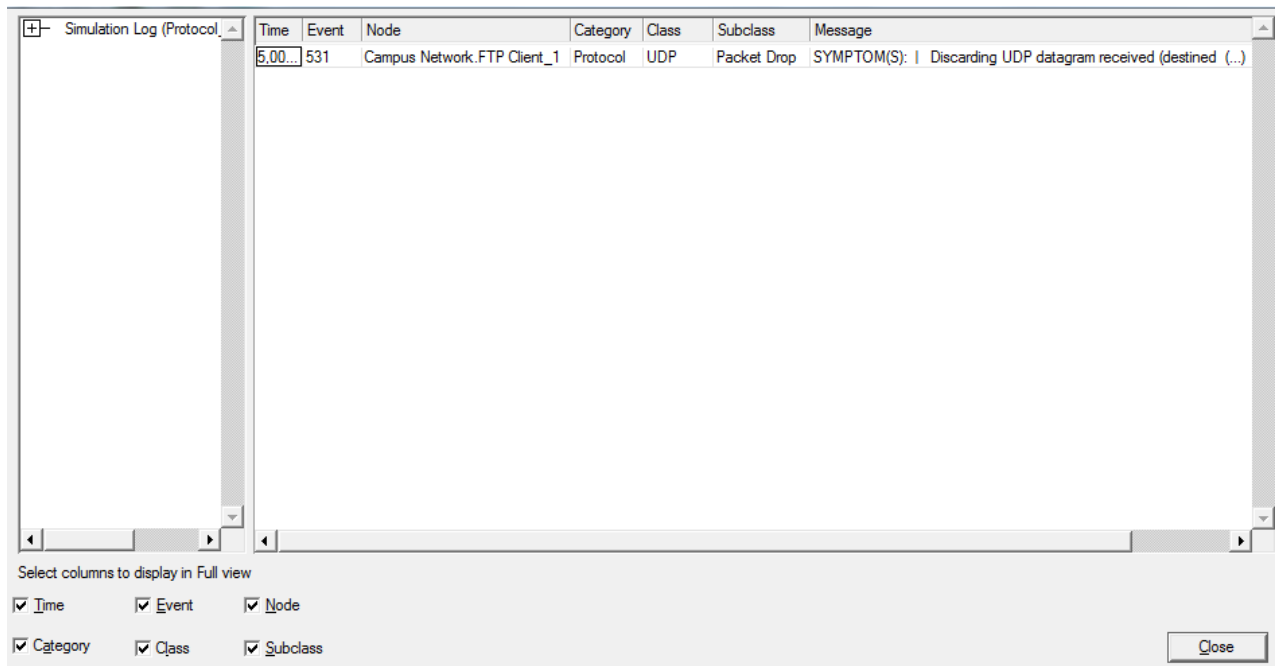 Simulation Log (Protocol_
Time Event Node Category Class Subclass Message
5,00... 531 Campus Network.FTP Client_1 Protocol UDP Packet Drop SYMPTOM(S): | Discarding UDP datagram received (destined (...)
Select columns to display in Full view
Time Event Node
Category Class Subclass
Close